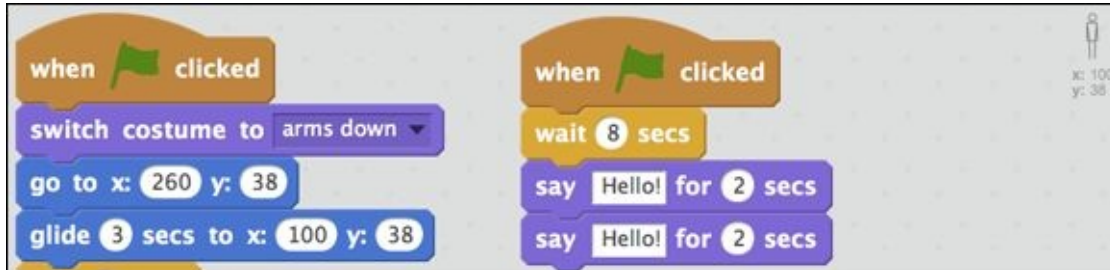 when clicked
switch costume to arms down
go to x: 260 y: 38
glide 3 secs to x: 100 y: 38
when clicked
wait 8 secs
say Hello! for 2 secs
say Hello! for 2 secs
x: 100
y: 38